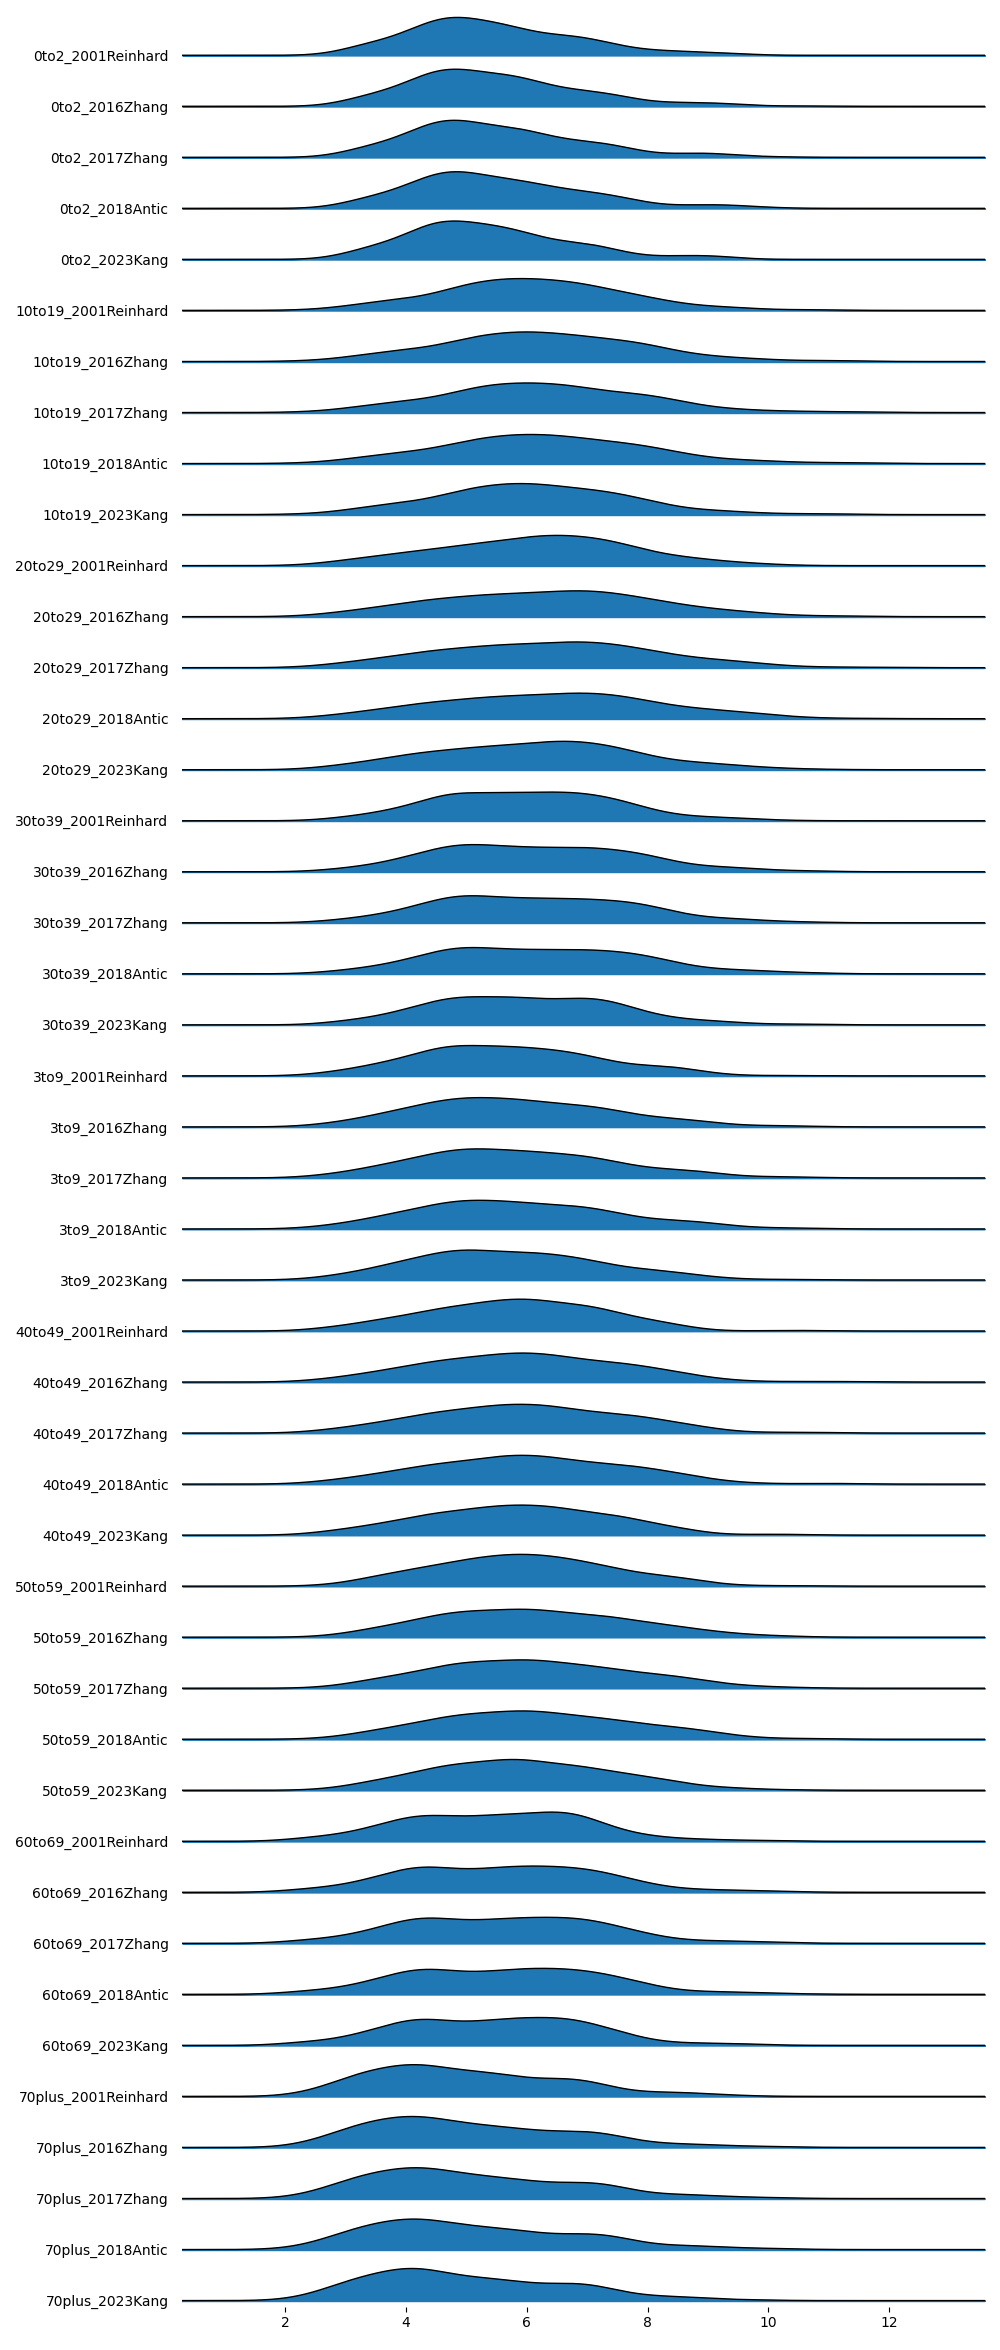 0to2_2001Reinhard
0to2_2016Zhang
0to2_2017Zhang
0to2_2018Antic
0to2_2023Kang
10to19_2001Reinhard
10to19_2016Zhang
10to19_2017Zhang
10to19_2018Antic
10to19_2023Kang
20to29_2001Reinhard
20to29_2016Zhang
20to29_2017Zhang
20to29_2018Antic
20to29_2023Kang
30to39_2001Reinhard
30to39_2016Zhang
30to39_2017Zhang
30to39_2018Antic
30to39_2023Kang
3to9_2001Reinhard
3to9_2016Zhang
3to9_2017Zhang
3to9_2018Antic
3to9_2023Kang
40to49_2001Reinhard
40to49_2016Zhang
40to49_2017Zhang
40to49_2018Antic
40to49_2023Kang
50to59_2001Reinhard
50to59_2016Zhang
50to59_2017Zhang
50to59_2018Antic
50to59_2023Kang
60to69_2001Reinhard
60to69_2016Zhang
60to69_2017Zhang
60to69_2018Antic
60to69_2023Kang
70plus_2001Reinhard
70plus_2016Zhang
70plus_2017Zhang
70plus_2018Antic
70plus_2023Kang
2 4 6 8 10 12